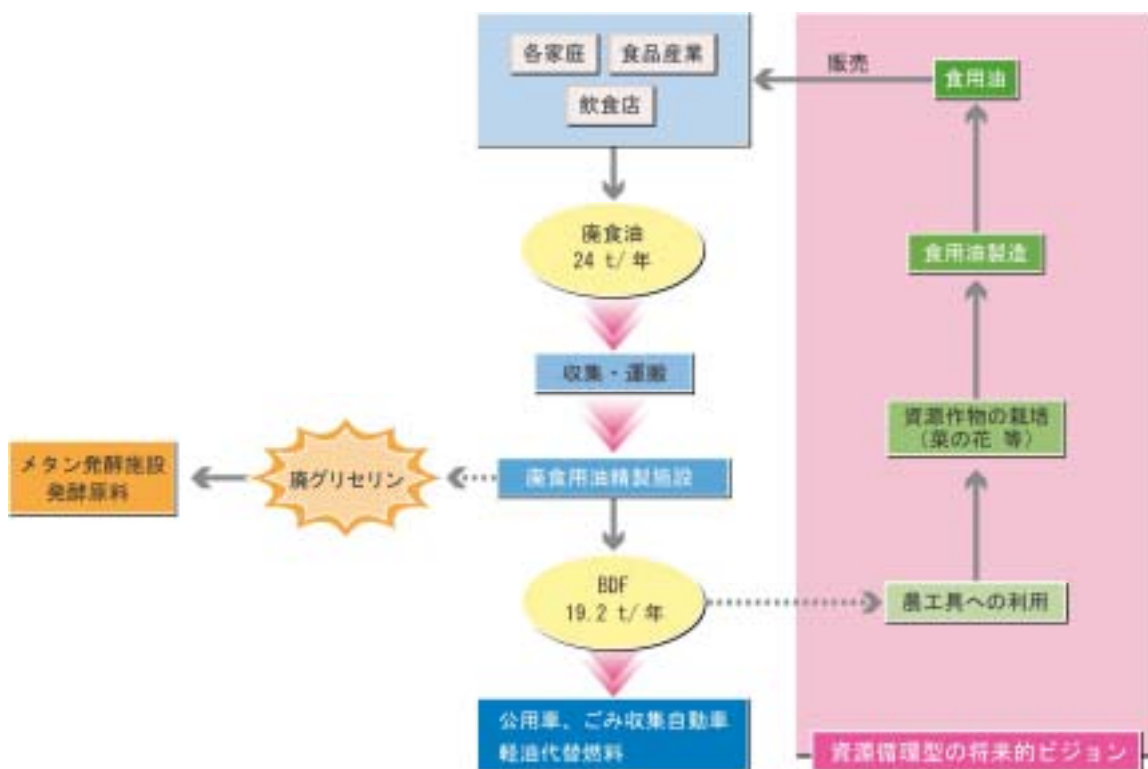 各家庭
食品産業
飲食店
販売
食用油
廃食油
24 t/年
食用油製造
収集・運搬
資源作物の栽培
(菜の花 等)
メタン発酵施設
発酵原料
廃グリセリン
廃食用油精製施設
BDF
19.2 t/年
農工具への利用
公用車、ごみ収集自動車
軽油代替燃料
資源循環型の将来的ビジョン